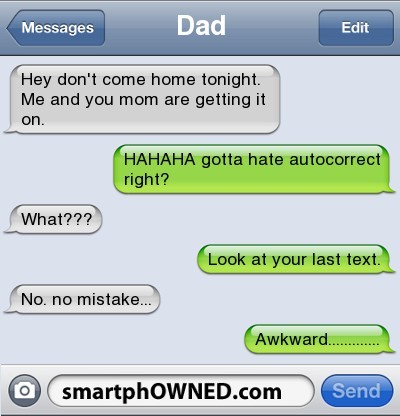 Messages
Dad
Edit
Hey don't come home tonight.
Me and you mom are getting it
on.
HAHAHA gotta hate autocorrect
right?
What???
Look at your last text.
No. no mistake...
Awkward.............
smartphOWNED.com
Send